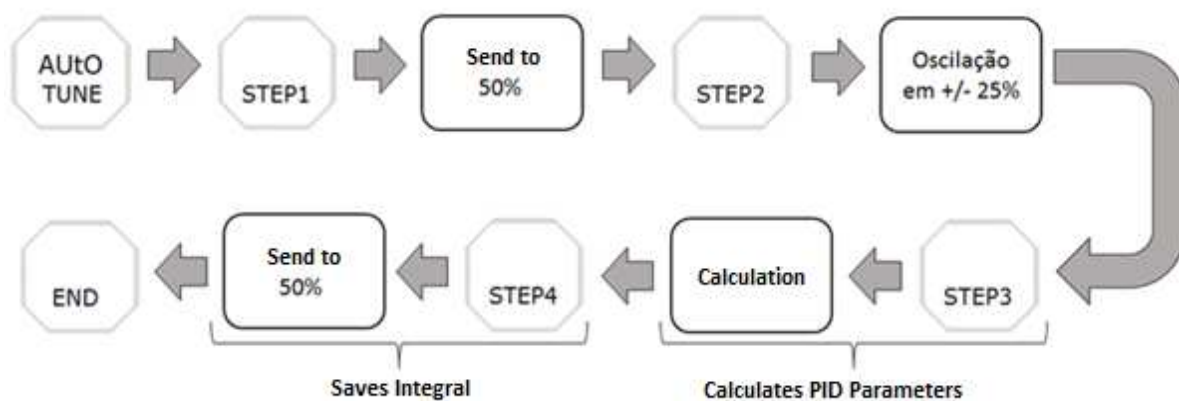 AUtO
TUNE
STEP1
Send to
50%
STEP2
Oscilação
em +/- 25%
STEP3
Calculation
STEP4
Send to
50%
END
Saves Integral
Calculates PID Parameters